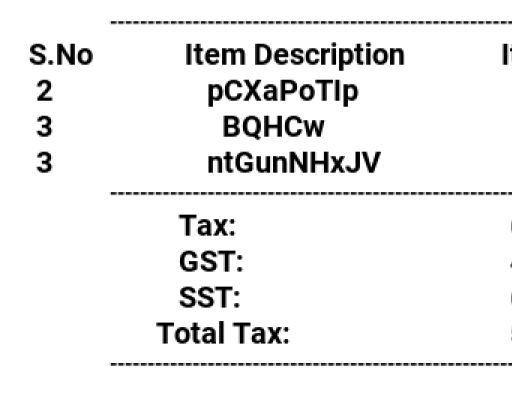 S.No Item Description
2 pCXaPoTIp
3 BQHCw
3 ntGunNHxJV
Tax:
GST:
SST:
Total Tax: